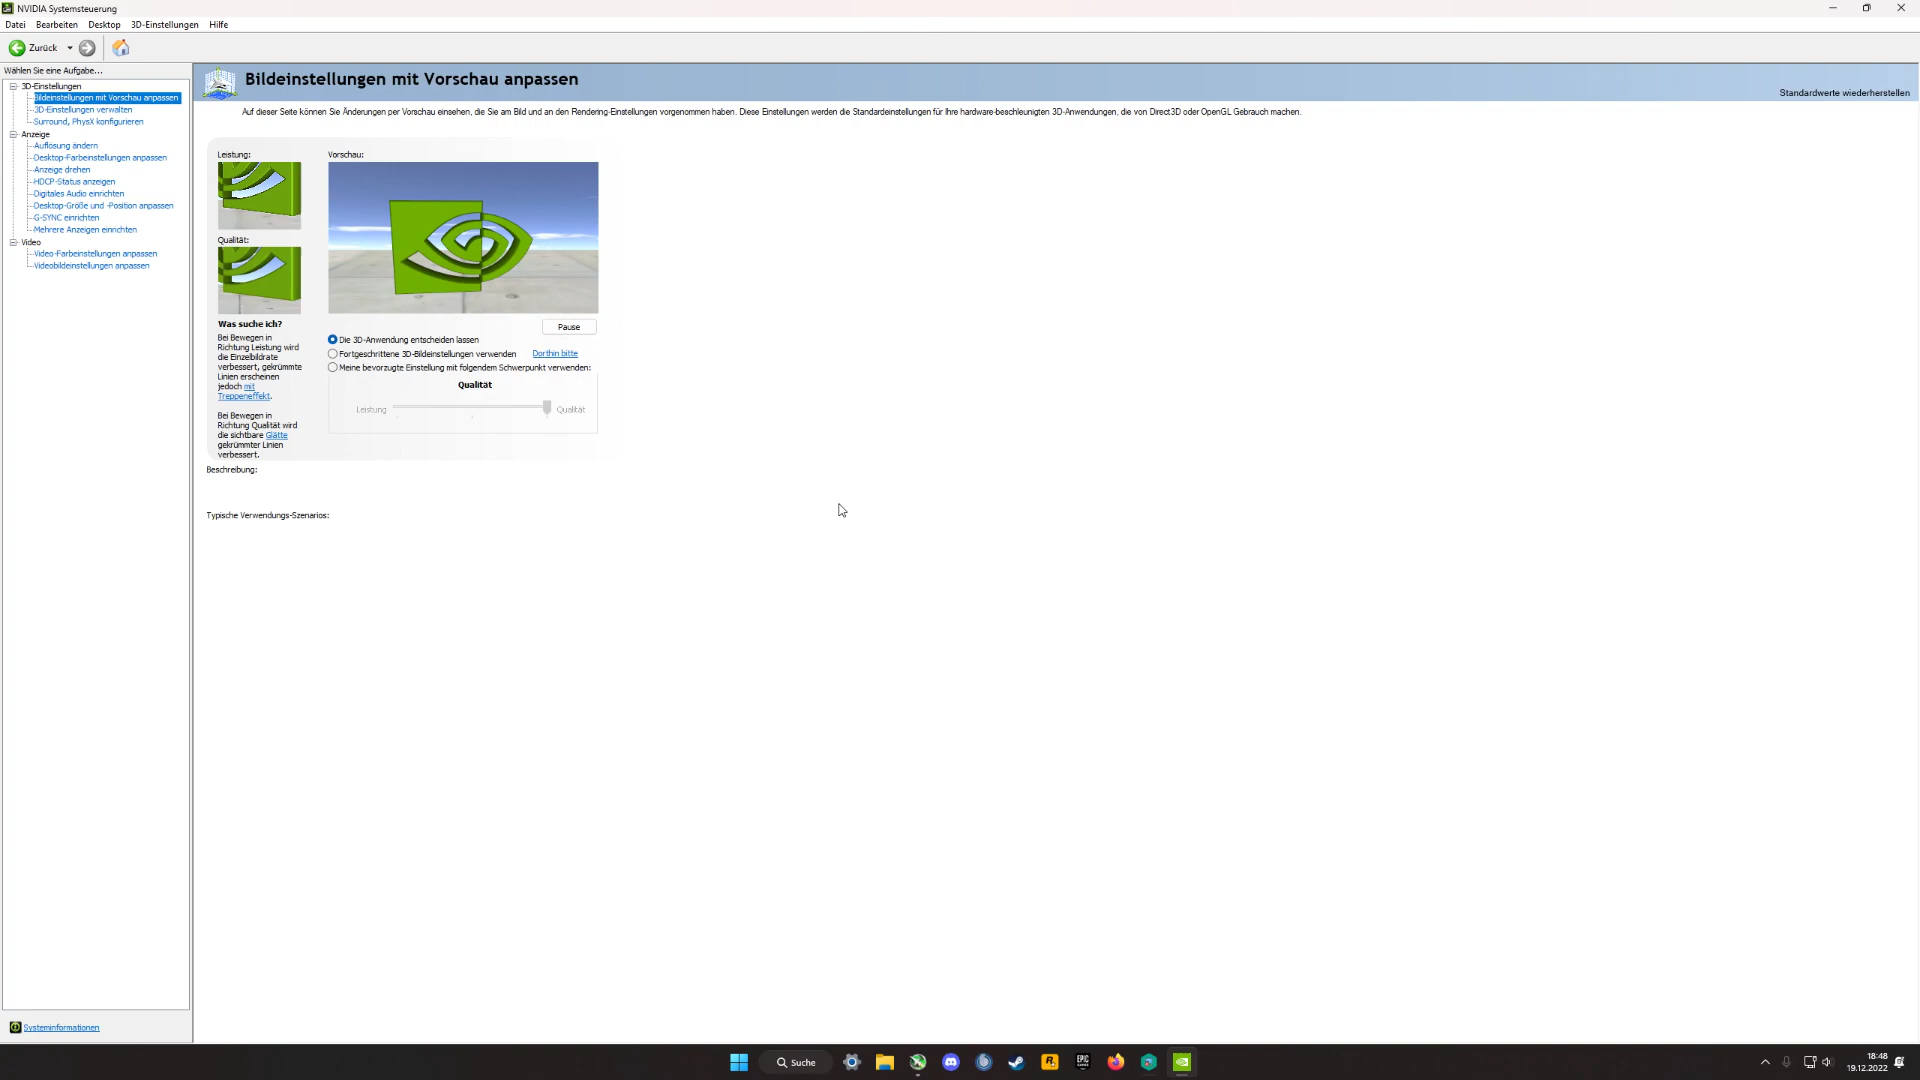 NVIDIA Systemsteuerung
Datei Bearbeiten Desktop 3D-Einstellungen Hilfe
Zurück
Wählen Sie eine Aufgabe...
3D-Einstellungen
Bildeinstellungen mit Vorschau anpassen
3D-Einstellungen verwalten
Surround, PhysX konfigurieren
Anzeige
Auflösung ändern
Desktop-Farbeinstellungen anpassen
Anzeige drehen
HDCP-Status anzeigen
Digitales Audio einrichten
Desktop-Größe und -Position anpassen
G-SYNC einrichten
Mehrere Anzeigen einrichten
Video
Video-Farbeinstellungen anpassen
Videobildeinstellungen anpassen
Systeminformationen
Bildeinstellungen mit Vorschau anpassen
Standardwerte wiederherstellen
Auf dieser Seite können Sie Änderungen per Vorschau einsehen, die Sie am Bild und an den Rendering-Einstellungen vorgenommen haben. Diese Einstellungen werden die Standardeinstellungen für Ihre hardware-beschleunigten 3D-Anwendungen, die von Direct3D oder OpenGL Gebrauch machen.
Leistung:
Qualität:
Was suche ich?
Bei Bewegen in
Richtung Leistung wird
die Einzelbildrate
verbessert, gekrümmte
Linien erscheinen
jedoch mit
Treppeneffekt.
Bei Bewegen in
Richtung Qualität wird
die sichtbare Glätte
gekrümmter Linien
verbessert.
Vorschau:
Pause
Die 3D-Anwendung entscheiden lassen
Fortgeschrittene 3D-Bildeinstellungen verwenden Dorthin bitte
Meine bevorzugte Einstellung mit folgendem Schwerpunkt verwenden:
Qualität
Leistung Qualität
Beschreibung:
Typische Verwendungs-Szenarios:
Suche
R
EPIC
GAMES
18:48
19.12.2022